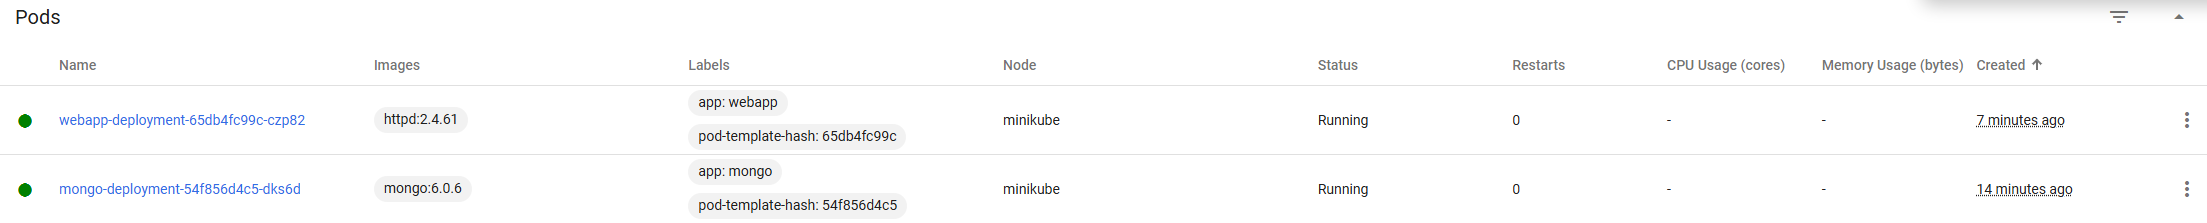 Pods
Name Images Labels Node Status Restarts CPU Usage (cores) Memory Usage (bytes) Created
app: webapp
webapp-deployment-65db4fc99c-czp82 httpd:2.4.61 minikube Running 0 - - 7 minutes ago
pod-template-hash: 65db4fc99c
app: mongo
mongo-deployment-54f856d4c5-dks6d mongo:6.0.6 minikube Running 0 - - 14 minutes ago
pod-template-hash: 54f856d4c5